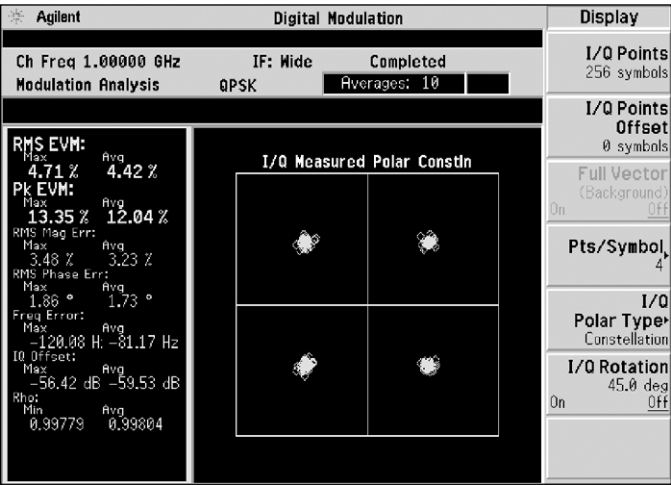 Agilent
Digital Modulation
Display
Ch Freq 1.00000 GHz
IF: Wide
Completed
Modulation Analysis
QPSK
Averages: 10
RMS EVM:
Max Avg
4.71 % 4.42 %
Pk EVM:
Max Avg
13.35 % 12.04 %
RMS Mag Err:
Max Avg
3.48 % 3.23 %
RMS Phase Err:
Max Avg
1.86 ° 1.73 °
Freq Error:
Max Avg
-120.08 H: -81.17 Hz
IQ Offset:
Max Avg
-56.42 dB -59.53 dB
Rho:
Min Avg
0.99779 0.99804
I/Q Measured Polar Constln
I/Q Points
256 symbols
I/Q Points
Offset
0 symbols
Full Vector
(Background)
On Off
Pts/Symbol
4
I/Q
Polar Type
Constellation
I/Q Rotation
45.0 deg
On Off